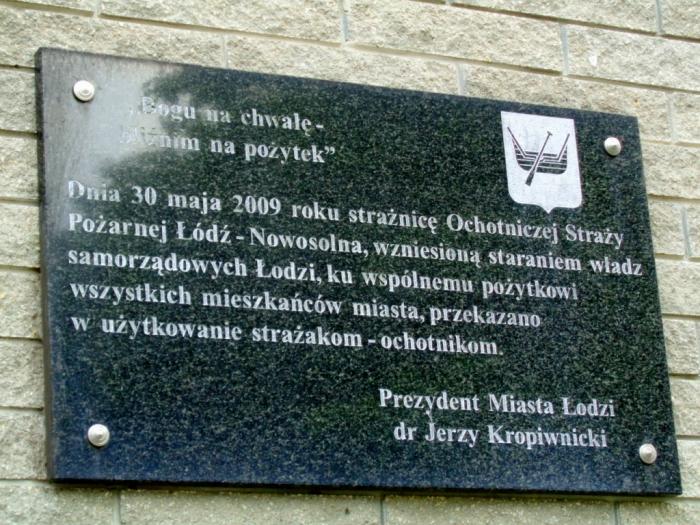 „Bogu na chwałę -
bliźnim na pożytek”
Dnia 30 maja 2009 roku strażnicę Ochotniczej Straży
Pożarnej Łódź - Nowosolna, wzniesioną staraniem władz
samorządowych Łodzi, ku wspólnemu pożytkowi
wszystkich mieszkańców miasta, przekazano
w użytkowanie strażakom - ochotnikom.
Prezydent Miasta Łodzi
dr Jerzy Kropiwnicki